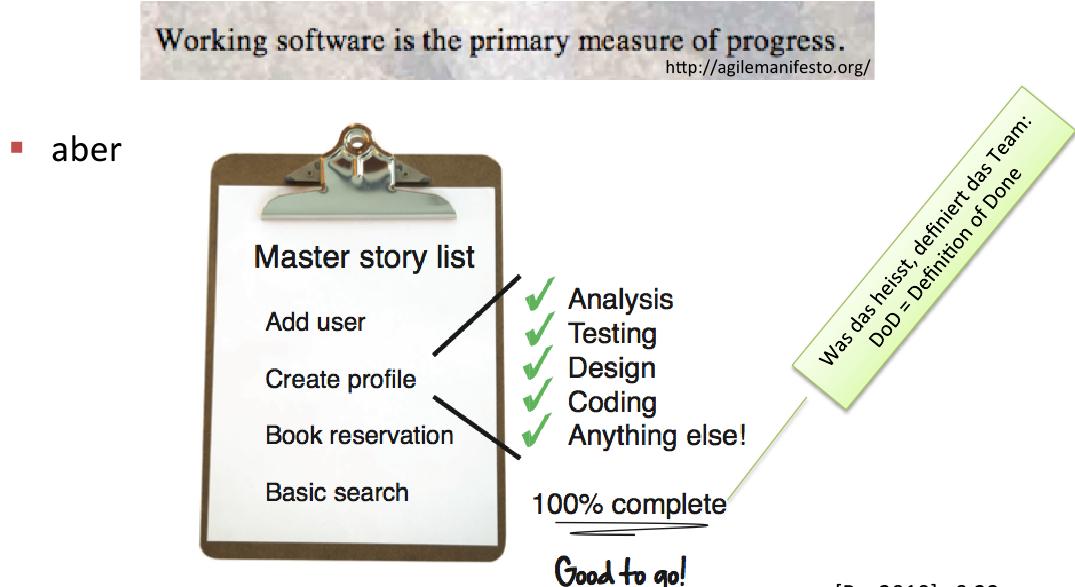 Working software is the primary measure of progress.
http://agilemanifesto.org/
aber
Master story list
Add user
Create profile
Book reservation
Basic search
Analysis
Testing
Design
Coding
Anything else!
100% complete
Good to go!
Was das heisst, definiert das Team:
DoD = Definition of Done